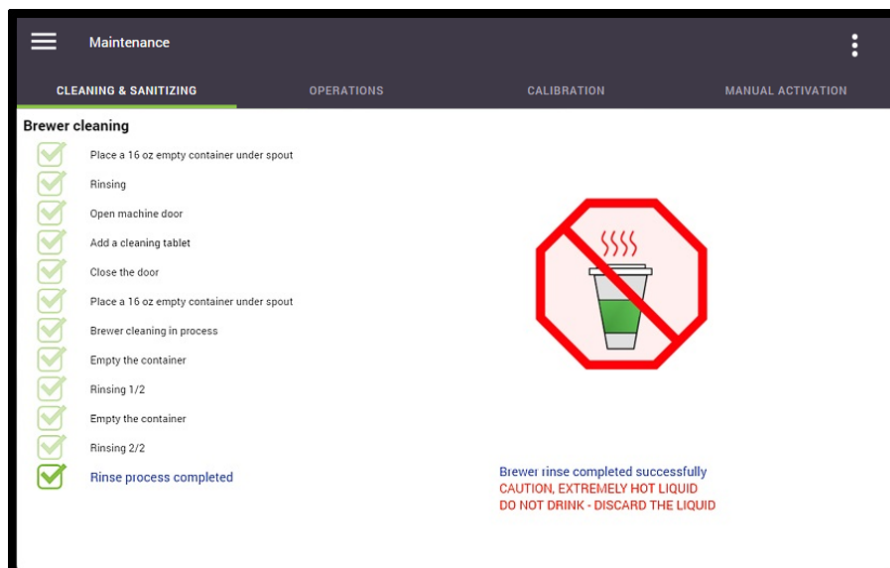 Maintenance
CLEANING & SANITIZING
OPERATIONS
CALIBRATION
MANUAL ACTIVATION
Brewer cleaning
Place a 16 oz empty container under spout
Rinsing
Open machine door
Add a cleaning tablet
Close the door
Place a 16 oz empty container under spout
Brewer cleaning in process
Empty the container
Rinsing 1/2
Empty the container
Rinsing 2/2
Rinse process completed
Brewer rinse completed successfully
CAUTION, EXTREMELY HOT LIQUID
DO NOT DRINK - DISCARD THE LIQUID